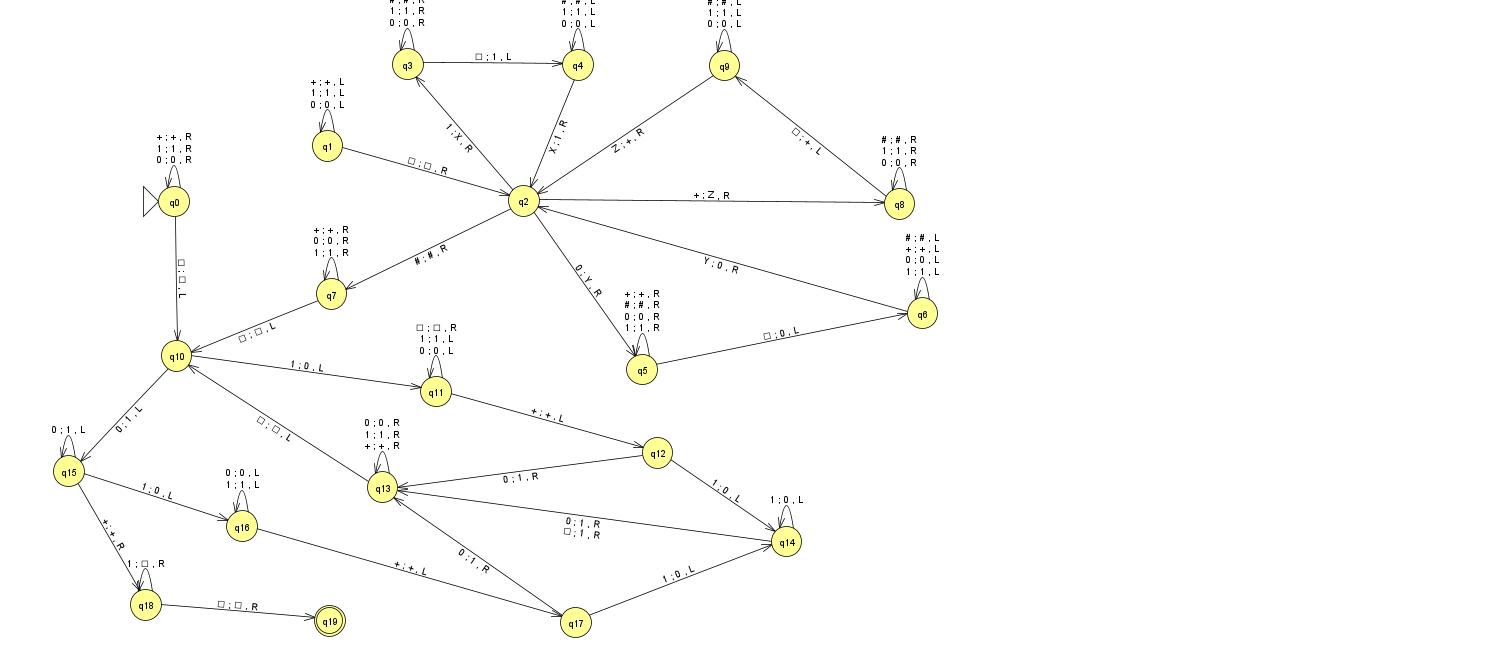 1;1,R
0;0,R
1;1,L
0;0,L
1;1,L
0;0,L
q3
□;1,L
q4
q9
+;+,L
1;1,L
0;0,L
q1
1;X,R
X;1,R
Z;+,R
□;+,L
+;+,R
1;1,R
0;0,R
#;#,R
1;1,R
0;0,R
□;□,R
q0
q2
+;Z,R
q8
+;+,R
0;0,R
1;1,R
#;#,R
#;#,L
+;+,L
0;0,L
1;1,L
□;□,L
q7
0;Y,R
Y;0,R
+;+,R
#;#,R
0;0,R
1;1,R
q6
□;□,L
□;□,R
1;1,L
0;0,L
□;0,L
q10
1;0,L
q11
q5
0;1,L
□;□,L
+;+,L
0;1,L
0;0,R
1;1,R
+;+,R
q12
q15
1;0,L
0;0,L
1;1,L
q13
0;1,R
1;0,L
1;0,L
+;+,R
q16
0;1,R
□;1,R
q14
1;□,R
+;+,L
0;1,R
1;0,L
q18
□;□,R
q19
q17